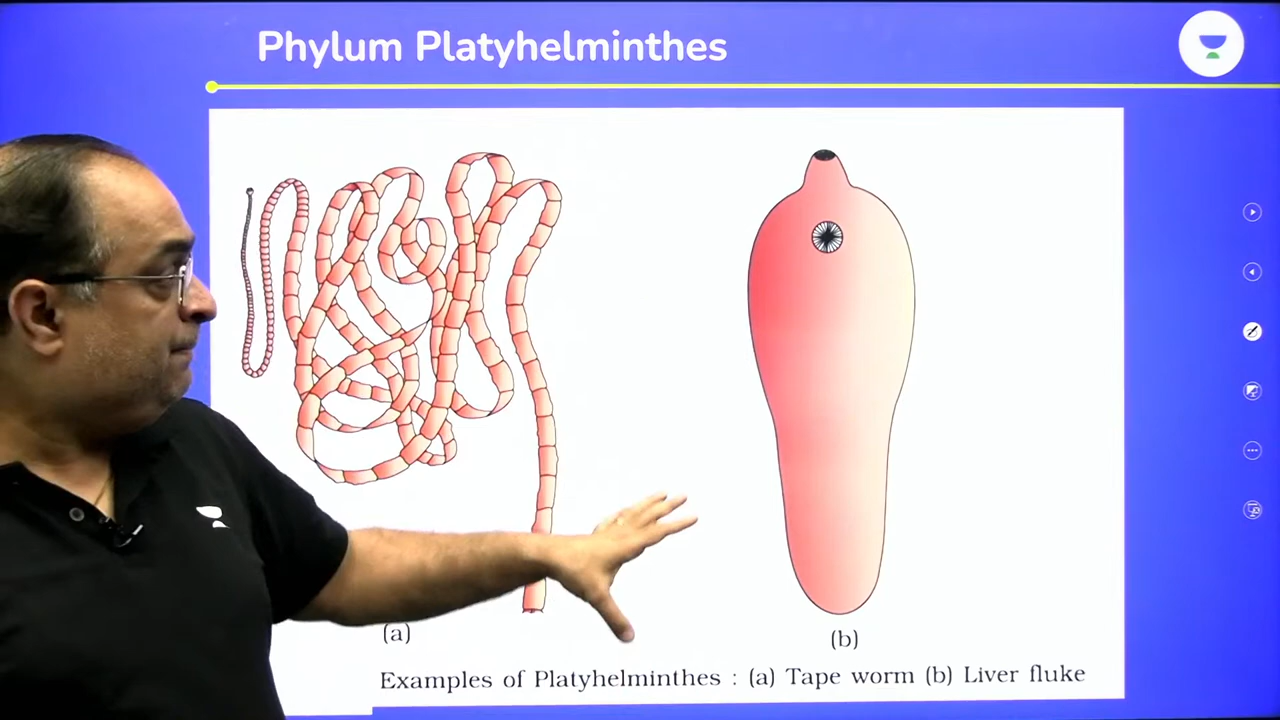 Phylum Platyhelminthes
(a)
(b)
Examples of Platyhelminthes : (a) Tape worm (b) Liver fluke